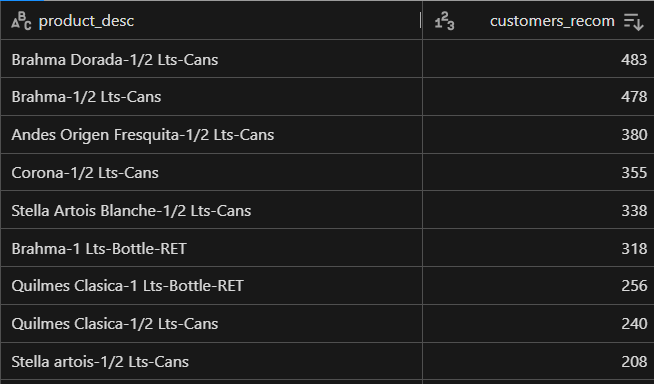 ABC product_desc 123 customers_recom
Brahma Dorada-1/2 Lts-Cans 483
Brahma-1/2 Lts-Cans 478
Andes Origen Fresquita-1/2 Lts-Cans 380
Corona-1/2 Lts-Cans 355
Stella Artois Blanche-1/2 Lts-Cans 338
Brahma-1 Lts-Bottle-RET 318
Quilmes Clasica-1 Lts-Bottle-RET 256
Quilmes Clasica-1/2 Lts-Cans 240
Stella artois-1/2 Lts-Cans 208